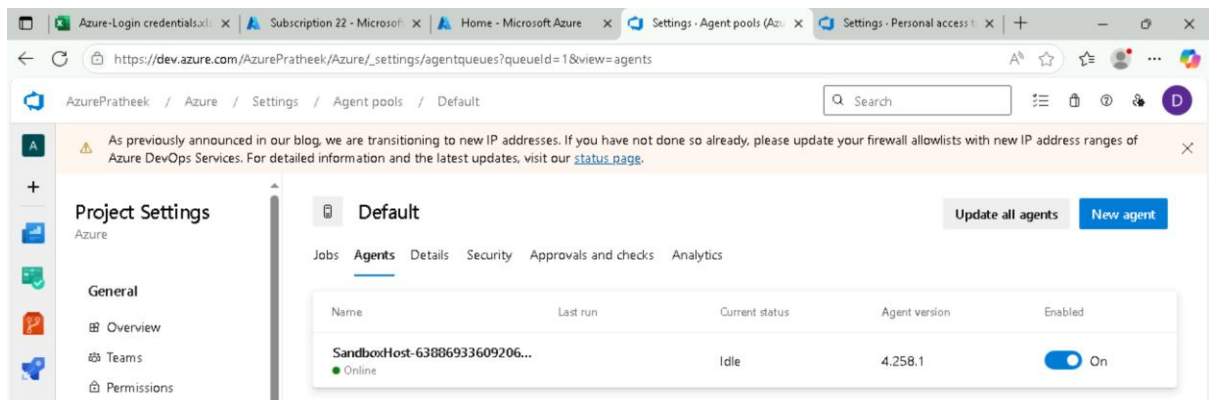 Azure-Login credentials.xl
Subscription 22 - Microsof
Home - Microsoft Azure
Settings · Agent pools (Azu
Settings · Personal access t
https://dev.azure.com/AzurePratheek/Azure/_settings/agentqueues?queueId=1&view=agents
AzurePratheek / Azure / Settings / Agent pools / Default
Search
D
A
As previously announced in our blog, we are transitioning to new IP addresses. If you have not done so already, please update your firewall allowlists with new IP address ranges of
Azure DevOps Services. For detailed information and the latest updates, visit our status page.
Project Settings
Azure
General
Overview
Teams
Permissions
Default
Update all agents
New agent
Jobs Agents Details Security Approvals and checks Analytics
Name Last run Current status Agent version Enabled
SandboxHost-63886933609206...
Online
Idle
4.258.1
On